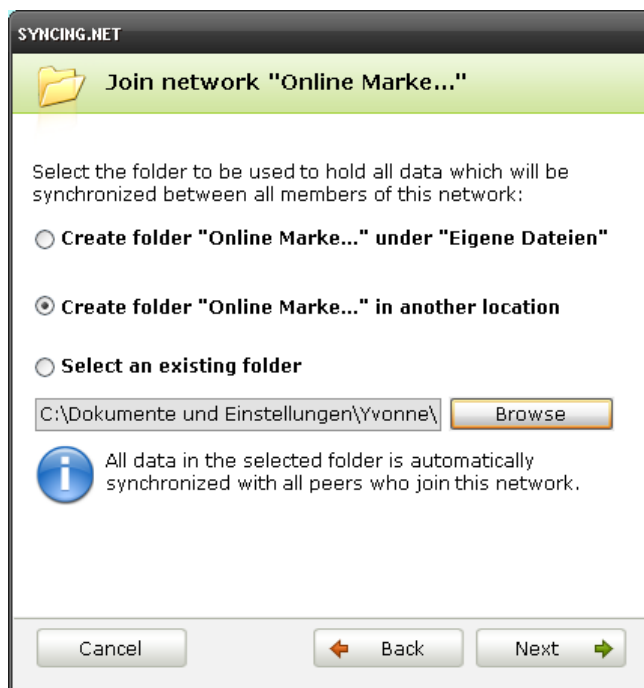 SYNCING.NET
Join network "Online Marke..."
Select the folder to be used to hold all data which will be
synchronized between all members of this network:
Create folder "Online Marke..." under "Eigene Dateien"
Create folder "Online Marke..." in another location
Select an existing folder
C:\Dokumente und Einstellungen\Yvonne\
Browse
All data in the selected folder is automatically
synchronized with all peers who join this network.
Cancel
Back
Next